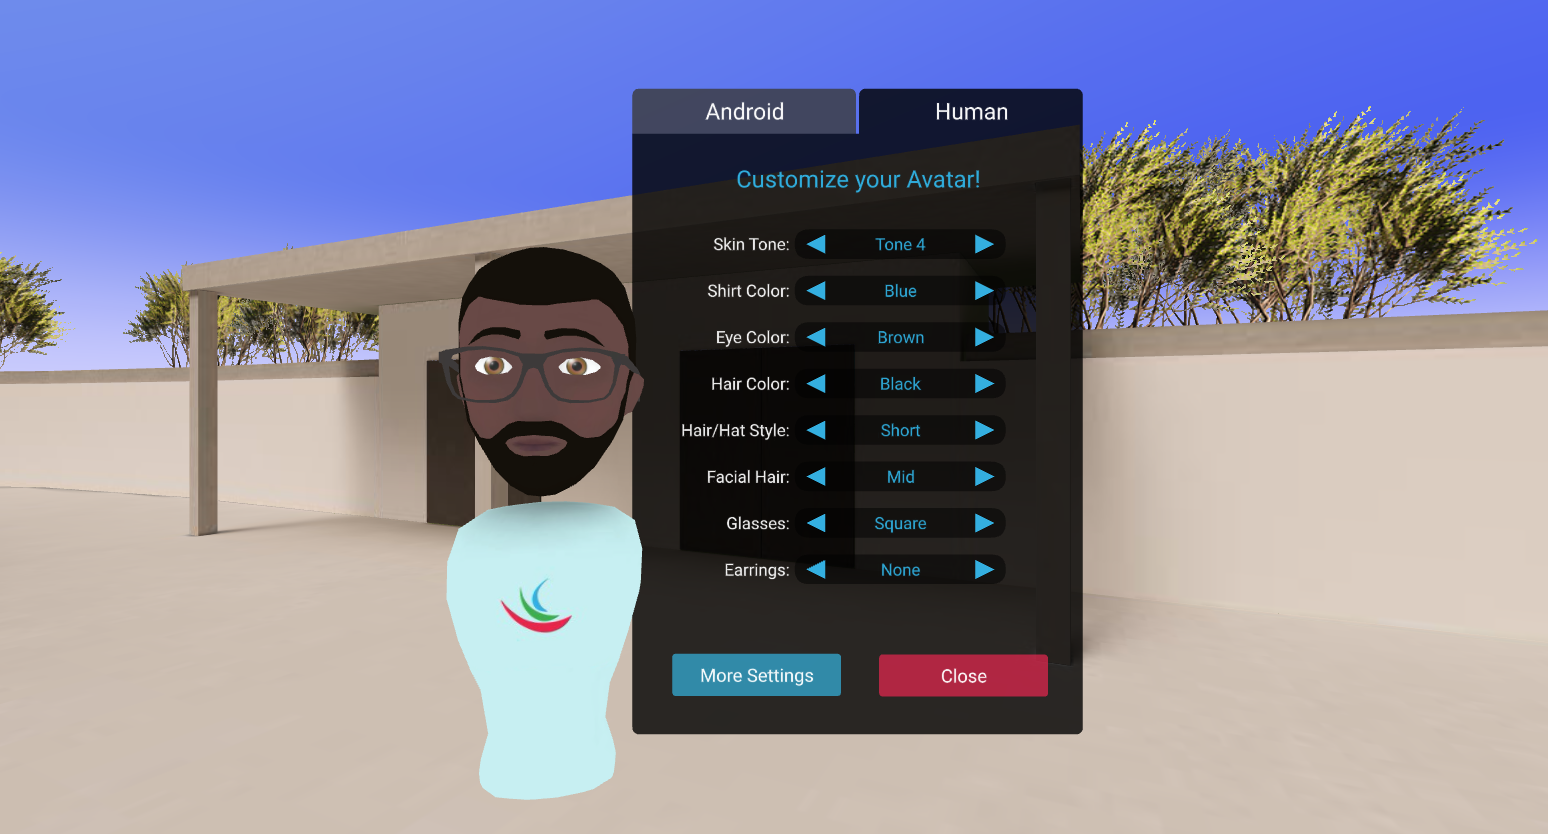 Android
Human
Customize your Avatar!
Skin Tone: Tone 4
Shirt Color: Blue
Eye Color: Brown
Hair Color: Black
Hair/Hat Style: Short
Facial Hair: Mid
Glasses: Square
Earrings: None
More Settings
Close